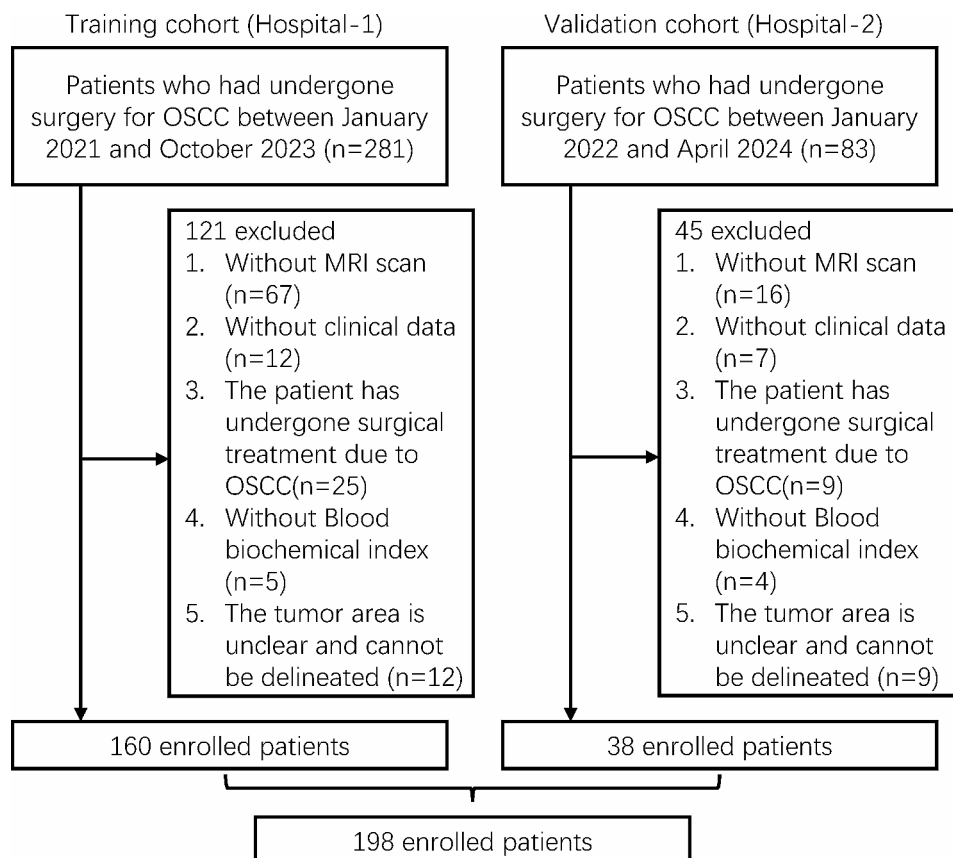 Training cohort (Hospital-1)
Patients who had undergone
surgery for OSCC between January
2021 and October 2023 (n=281)
121 excluded
1. Without MRI scan
(n=67)
2. Without clinical data
(n=12)
3. The patient has
undergone surgical
treatment due to
OSCC(n=25)
4. Without Blood
biochemical index
(n=5)
5. The tumor area is
unclear and cannot
be delineated (n=12)
160 enrolled patients
Validation cohort (Hospital-2)
Patients who had undergone
surgery for OSCC between January
2022 and April 2024 (n=83)
45 excluded
1. Without MRI scan
(n=16)
2. Without clinical data
(n=7)
3. The patient has
undergone surgical
treatment due to
OSCC(n=9)
4. Without Blood
biochemical index
(n=4)
5. The tumor area is
unclear and cannot
be delineated (n=9)
38 enrolled patients
198 enrolled patients